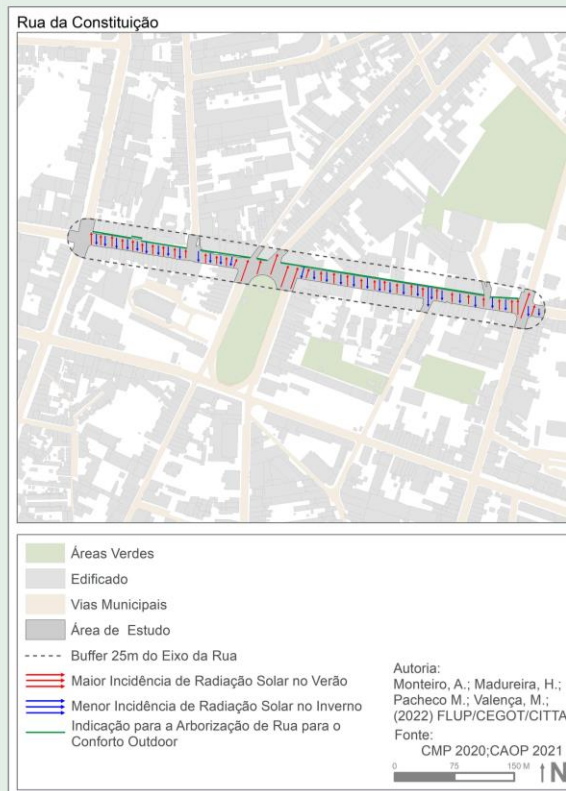 Rua da Constituição
Áreas Verdes
Edificado
Vias Municipais
Área de Estudo
Buffer 25m do Eixo da Rua
Maior Incidência de Radiação Solar no Verão
Menor Incidência de Radiação Solar no Inverno
Indicação para a Arborização de Rua para o
Conforto Outdoor
Autoria:
Monteiro, A.; Madureira, H.;
Pacheco M.; Valença, M.;
(2022) FLUP/CEGOT/CITTA
Fonte:
CMP 2020;CAOP 2021
0 75 150 M N